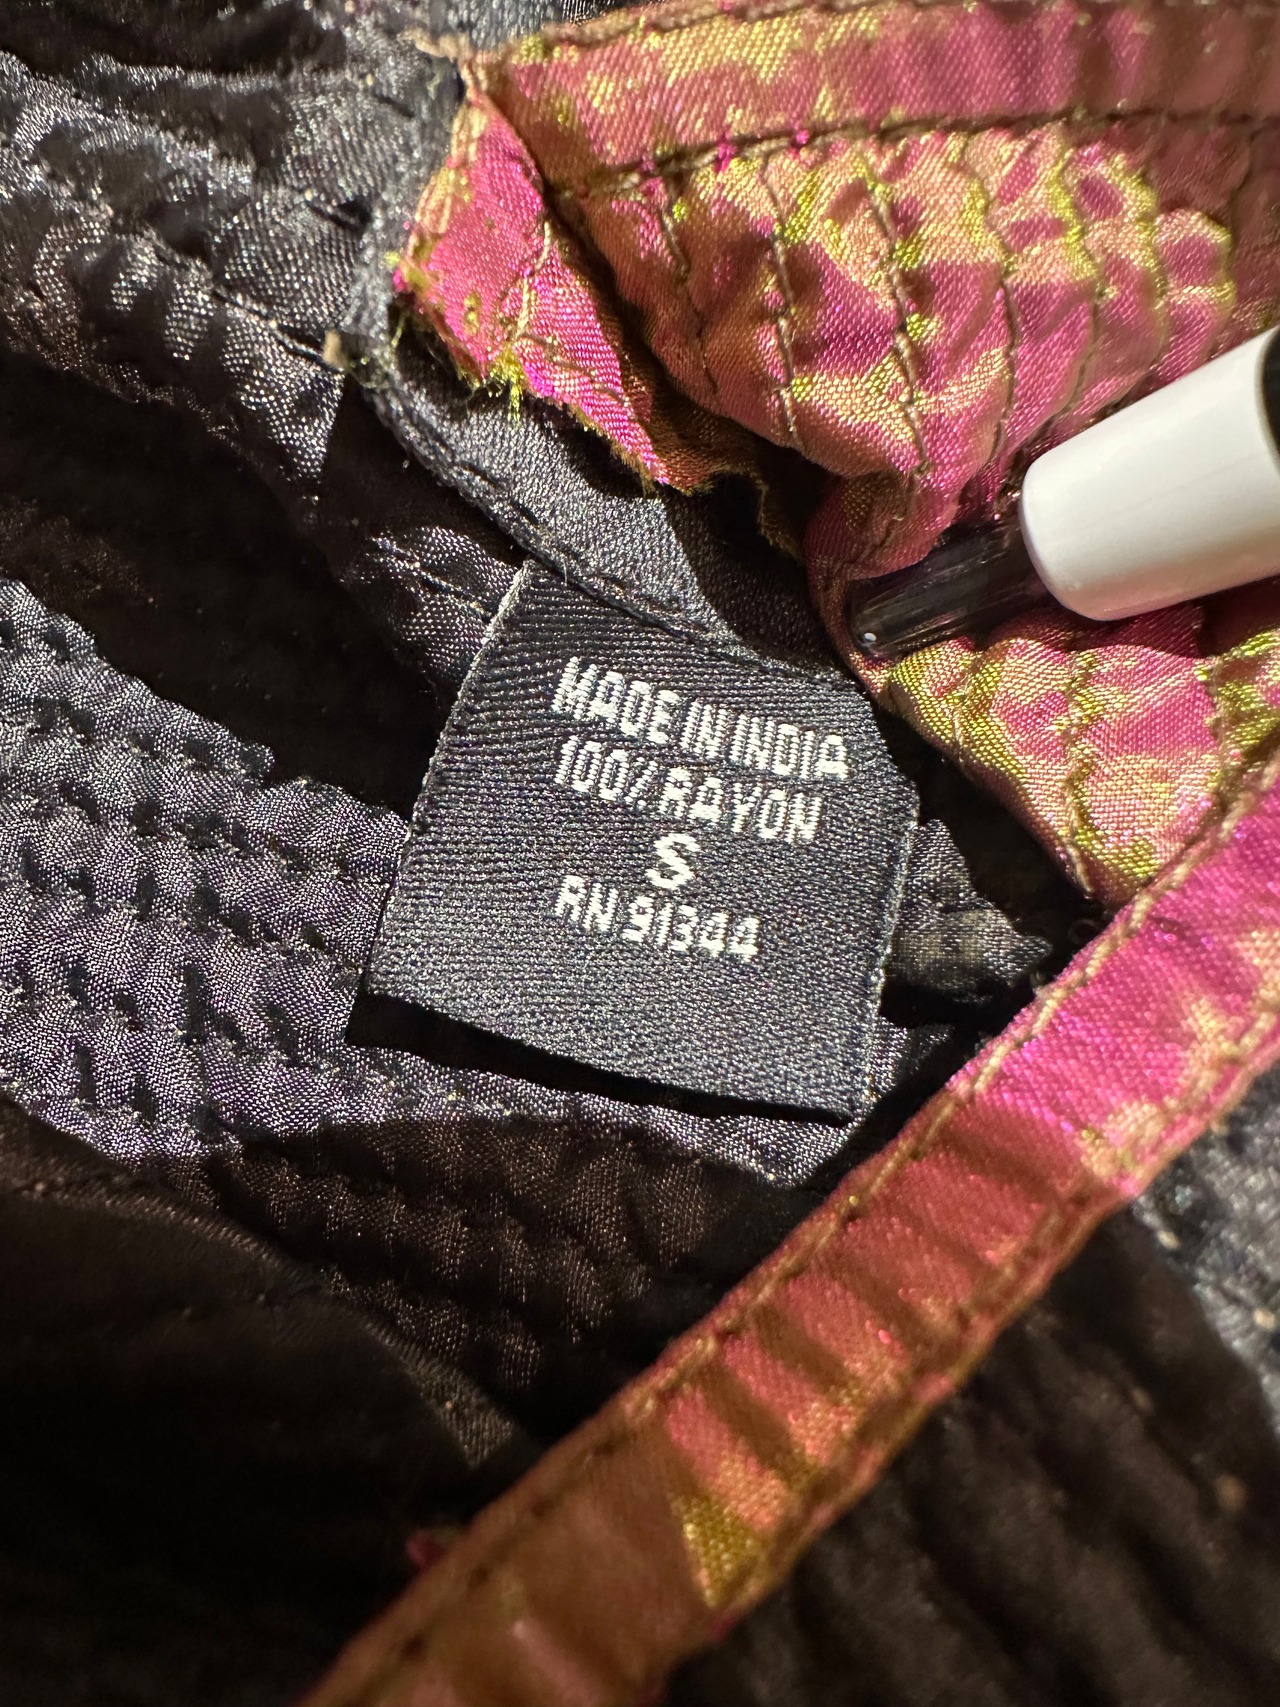 MADE IN INDIA
100% RAYON
S
RN 91344